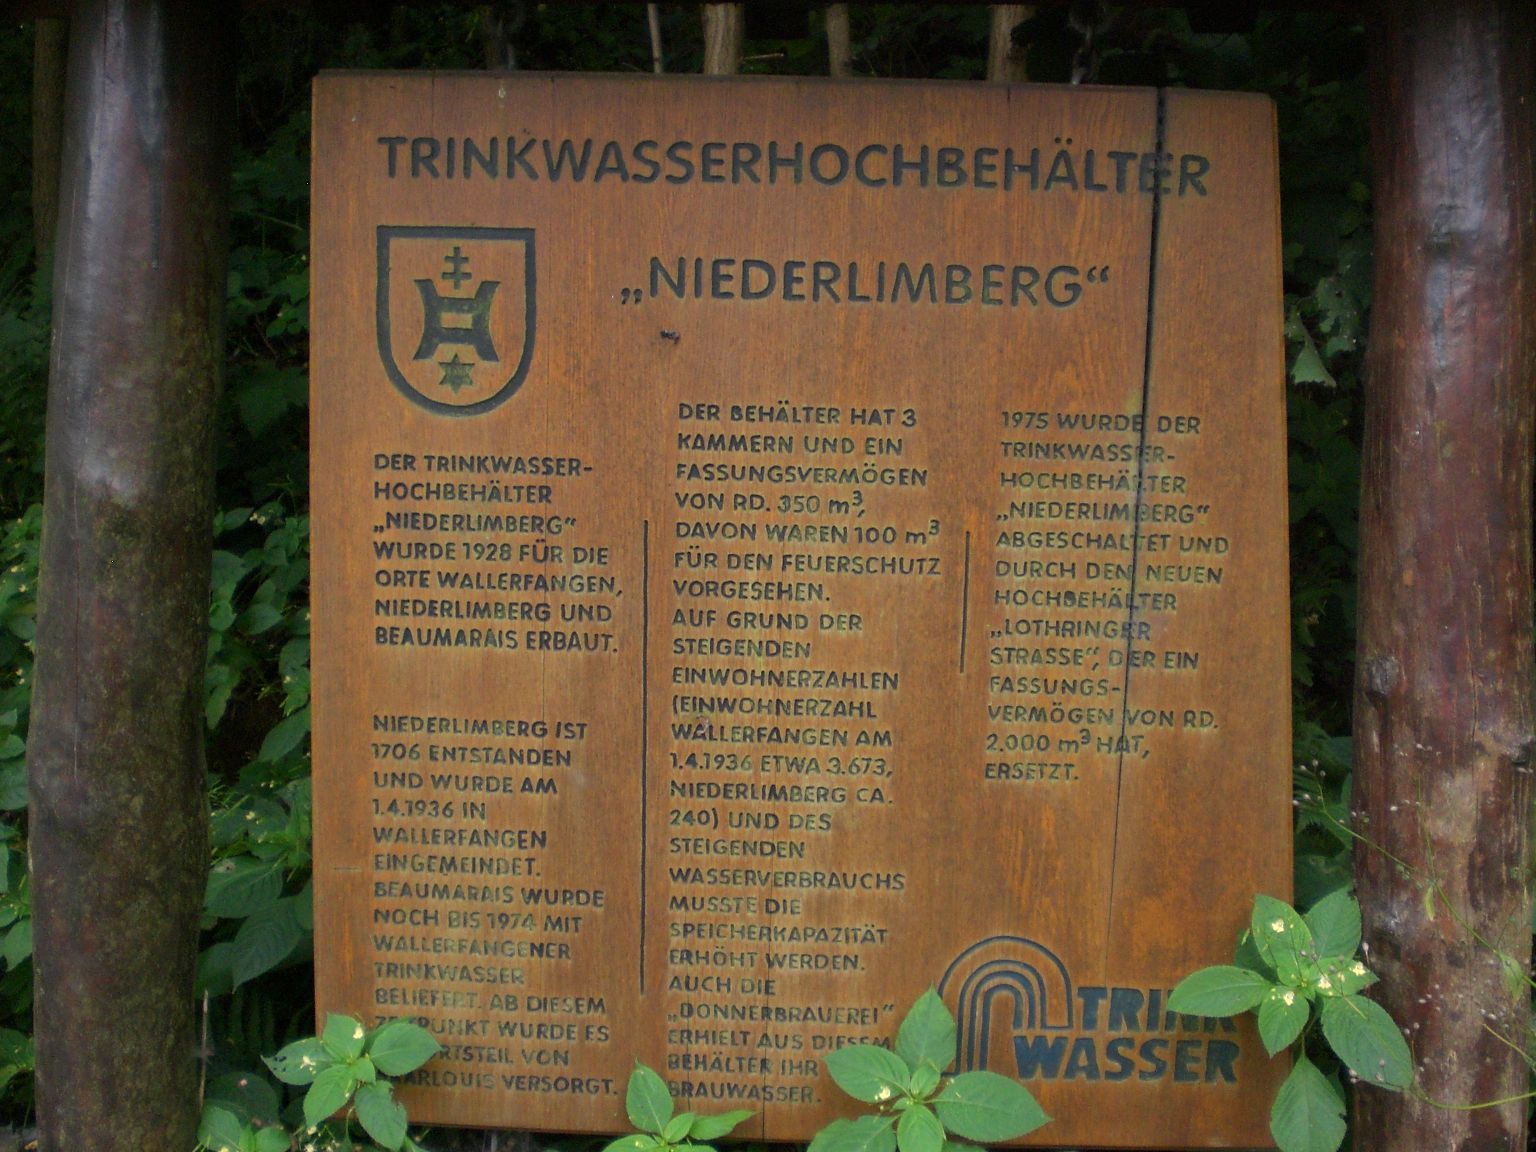 TRINKWASSERHOCHBEHÄLTER
„NIEDERLIMBERG“
DER TRINKWASSER-
HOCHBEHÄLTER
„NIEDERLIMBERG“
WURDE 1928 FÜR DIE
ORTE WALLERFANGEN,
NIEDERLIMBERG UND
BEAUMARAIS ERBAUT.
NIEDERLIMBERG IST
1706 ENTSTANDEN
UND WURDE AM
1.4.1936 IN
WALLERFANGEN
EINGEMEINDET.
BEAUMARAIS WURDE
NOCH BIS 1974 MIT
WALLERFANGENER
TRINKWASSER
BELIEFERT. AB DIESEM
ZEITPUNKT WURDE ES
ORTSTEIL VON
SAARLOUIS VERSORGT.
DER BEHÄLTER HAT 3
KAMMERN UND EIN
FASSUNGSVERMÖGEN
VON RD. 350 m³,
DAVON WAREN 100 m³
FÜR DEN FEUERSCHUTZ
VORGESEHEN.
AUF GRUND DER
STEIGENDEN
EINWOHNERZAHLEN
(EINWOHNERZAHL
WALLERFANGEN AM
1.4.1936 ETWA 3.673,
NIEDERLIMBERG CA.
240) UND DES
STEIGENDEN
WASSERVERBRAUCHS
MUSSTE DIE
SPEICHERKAPAZITÄT
ERHÖHT WERDEN.
AUCH DIE
„DONNERBRAUEREI“
ERHIELT AUS DIESEM
BEHÄLTER IHR
BRAUWASSER.
1975 WURDE DER
TRINKWASSER-
HOCHBEHÄLTER
„NIEDERLIMBERG“
ABGESCHALTET UND
DURCH DEN NEUEN
HOCHBEHÄLTER
„LOTHRINGER
STRASSE“, DER EIN
FASSUNGS-
VERMÖGEN VON RD.
2.000 m³ HAT,
ERSETZT.
TRINK
WASSER